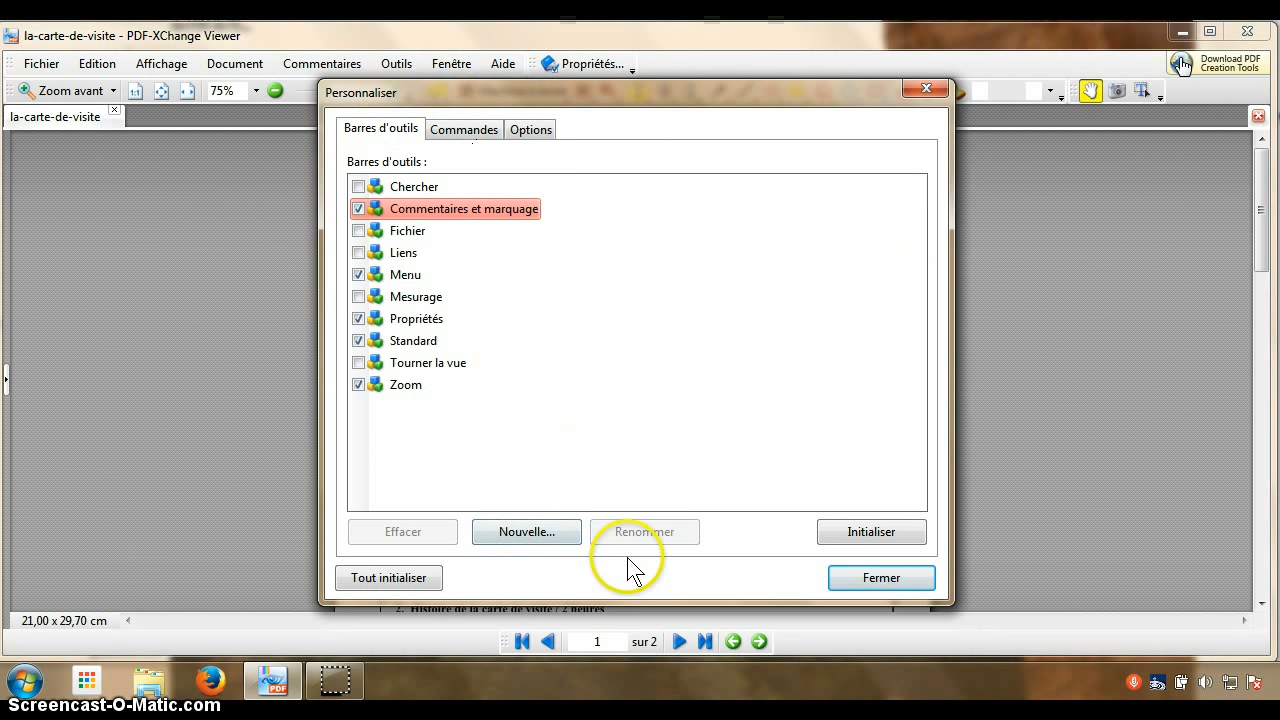 la-carte-de-visite - PDF-XChange Viewer
Fichier Edition Affichage Document Commentaires Outils Fenêtre Aide Propriétés... Download PDF
Creation Tools
Zoom avant 75%
la-carte-de-visite
Personnaliser
Barres d'outils Commandes Options
Barres d'outils :
Chercher
Commentaires et marquage
Fichier
Liens
Menu
Mesurage
Propriétés
Standard
Tourner la vue
Zoom
Effacer Nouvelle... Renommer Initialiser
Tout initialiser Fermer
2. Histoire de la carte de visite / 2 heures
21,00 x 29,70 cm
1 sur 2
PDF
Screencast-O-Matic.com